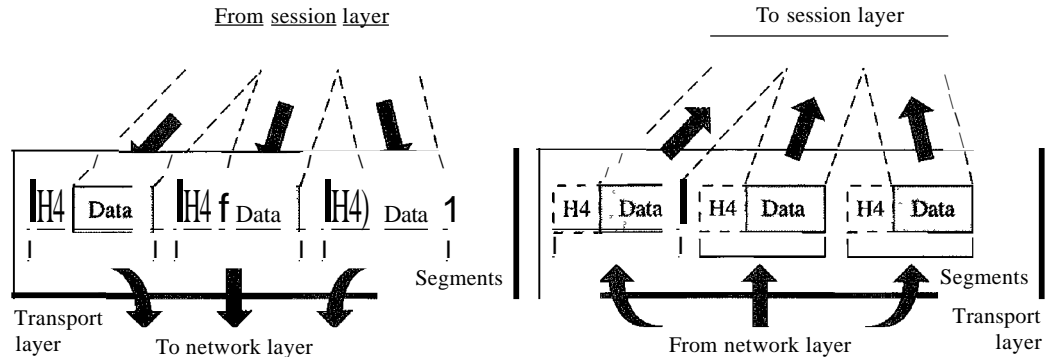 From session layer
H4 Data H4 f Data H4) Data 1
Segments
Transport
layer
To network layer
To session layer
H4 Data H4 Data H4 Data
Segments
From network layer
Transport
layer